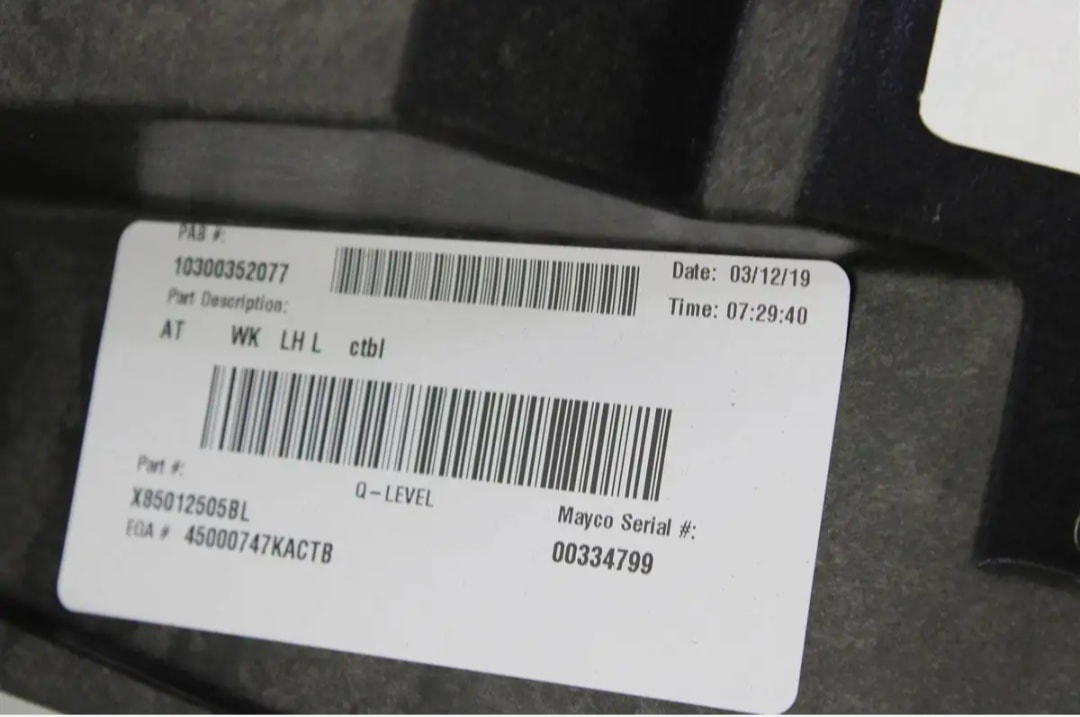 PAB #:
10300352077
Date: 03/12/19
Part Description:
Time: 07:29:40
AT WK LH L ctbl
Part #:
Q-LEVEL
X85012505BL
Mayco Serial #:
EOA # 45000747KACTB
00334799